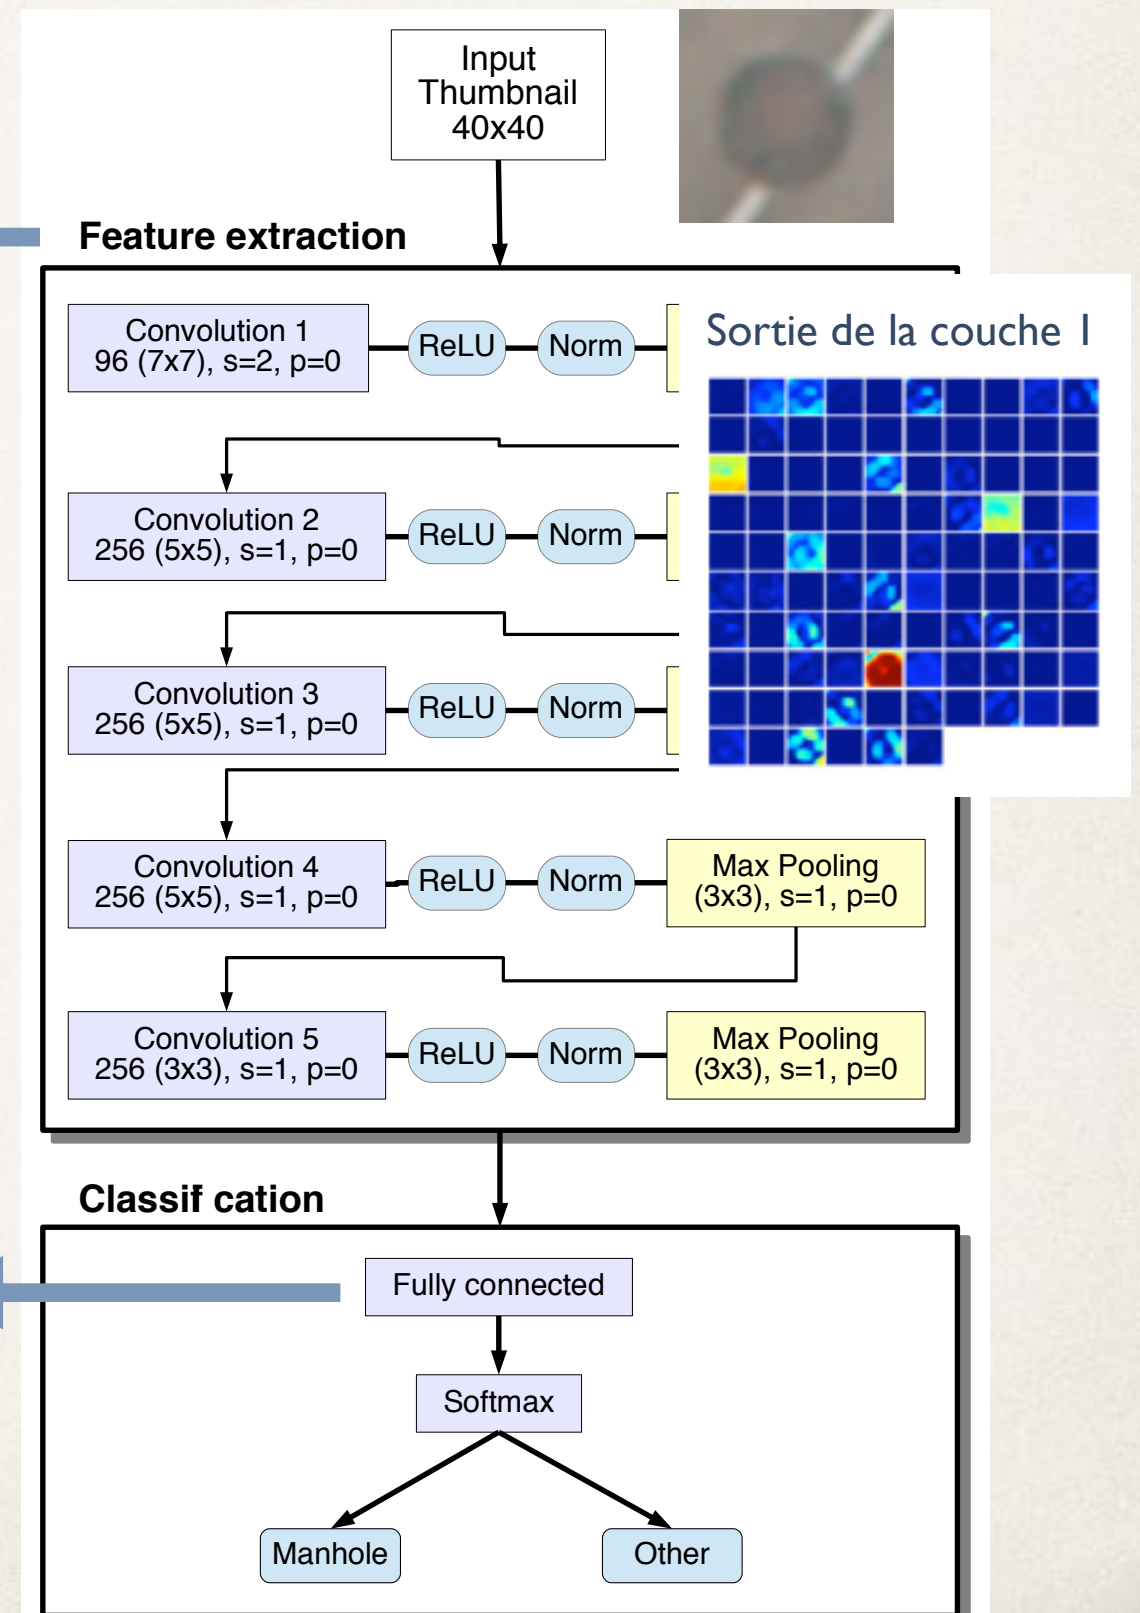 Input
Thumbnail
40x40
Feature extraction
Convolution 1
96 (7x7), s=2, p=0
ReLU
Norm
Sortie de la couche 1
Convolution 2
256 (5x5), s=1, p=0
ReLU
Norm
Convolution 3
256 (5x5), s=1, p=0
ReLU
Norm
Convolution 4
256 (5x5), s=1, p=0
ReLU
Norm
Max Pooling
(3x3), s=1, p=0
Convolution 5
256 (3x3), s=1, p=0
ReLU
Norm
Max Pooling
(3x3), s=1, p=0
Classif cation
Fully connected
Softmax
Manhole
Other